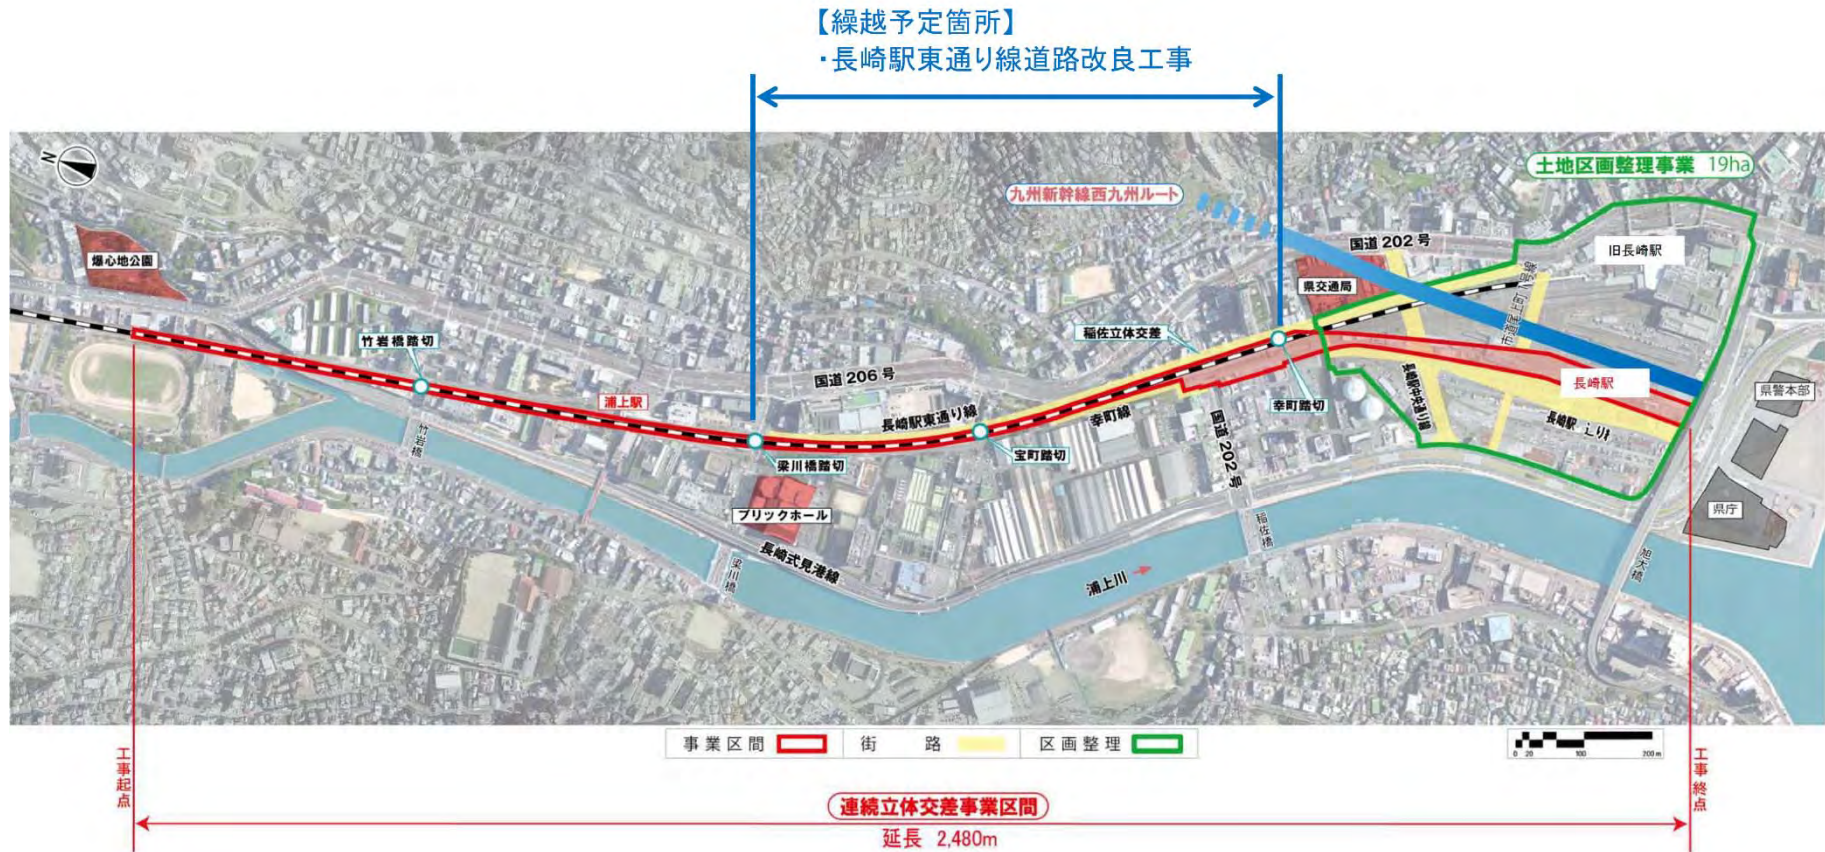 【繰越予定箇所】
・長崎駅東通り線道路改良工事
N
九州新幹線西九州ルート
土地区画整理事業 19ha
爆心地公園
国道 202 号
旧長崎駅
県交通局
竹岩橋踏切
稲佐立体交差
国道 206 号
浦上駅
長崎駅東通り線
幸町線
幸町踏切
長崎駅
県警本部
梁川橋踏切
宝町踏切
国道 202 号
竹岩橋
ブリックホール
県庁
長崎式見港線
梁川橋
浦上川
稲佐橋
旭大橋
事業区間
街路
区画整理
0 20 100 200 m
工事起点
工事終点
連続立体交差事業区間
延長 2,480m